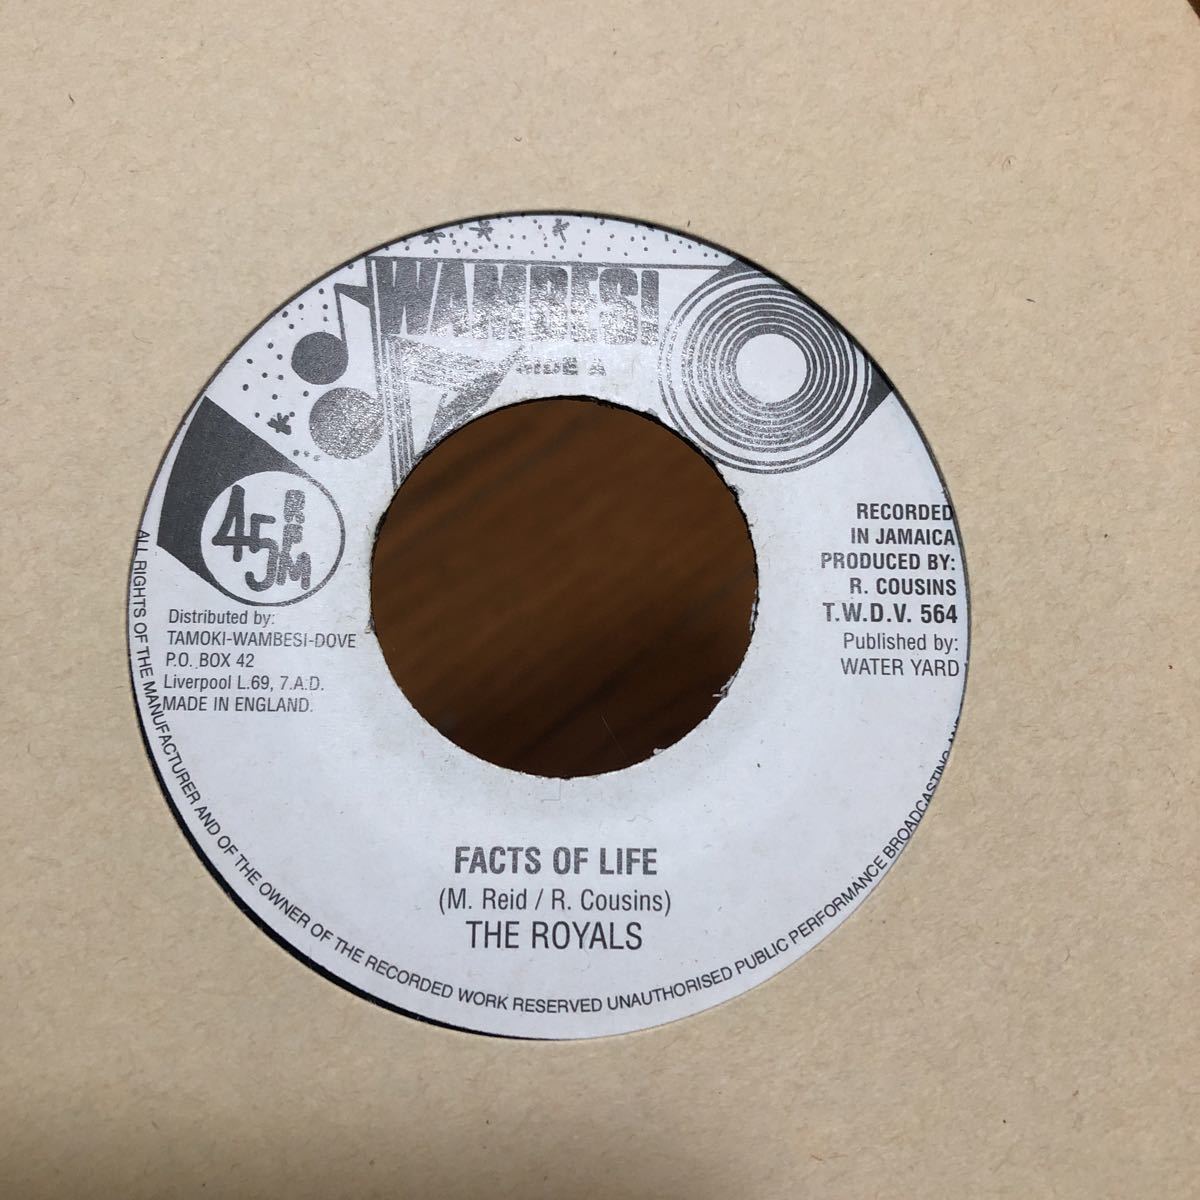 WAMBESI
SIDE A
45 RPM
RECORDED
IN JAMAICA
PRODUCED BY:
R. COUSINS
T.W.D.V. 564
Published by:
WATER YARD
Distributed by:
TAMOKI-WAMBESI-DOVE
P.O. BOX 42
Liverpool L.69, 7.A.D.
MADE IN ENGLAND.
FACTS OF LIFE
(M. Reid / R. Cousins)
THE ROYALS
ALL RIGHTS OF THE MANUFACTURER AND OF THE OWNER OF THE RECORDED WORK RESERVED UNAUTHORISED PUBLIC PERFORMANCE BROADCASTING